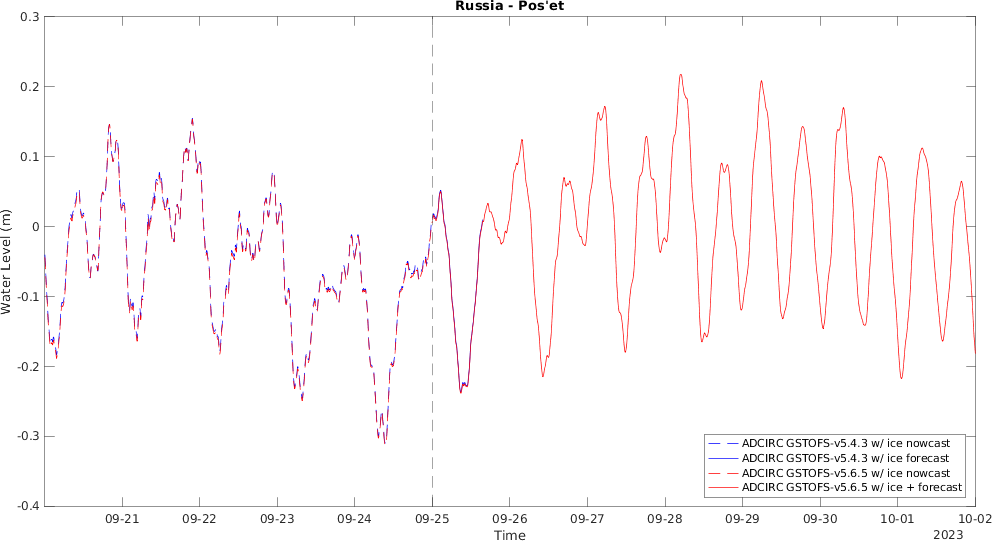 Russia - Pos'et
0.3
0.2
0.1
0
-0.1
-0.2
-0.3
-0.4
Water Level (m)
ADCIRC GSTOFS-v5.4.3 w/ ice nowcast
ADCIRC GSTOFS-v5.4.3 w/ ice forecast
ADCIRC GSTOFS-v5.6.5 w/ ice nowcast
ADCIRC GSTOFS-v5.6.5 w/ ice + forecast
09-21 09-22 09-23 09-24 09-25 09-26 09-27 09-28 09-29 09-30 10-01 10-02
Time
2023